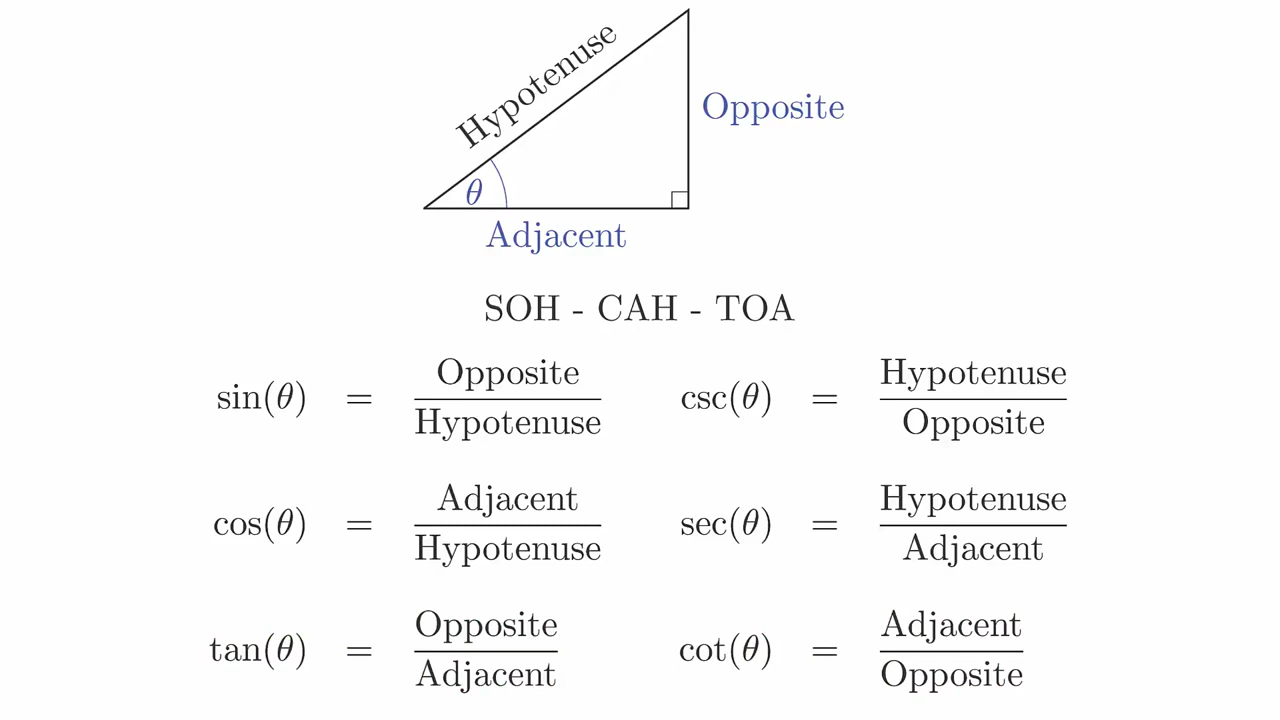 Hypotenuse
Opposite
θ
Adjacent
SOH - CAH - TOA
sin(θ) = Opposite / Hypotenuse csc(θ) = Hypotenuse / Opposite
cos(θ) = Adjacent / Hypotenuse sec(θ) = Hypotenuse / Adjacent
tan(θ) = Opposite / Adjacent cot(θ) = Adjacent / Opposite